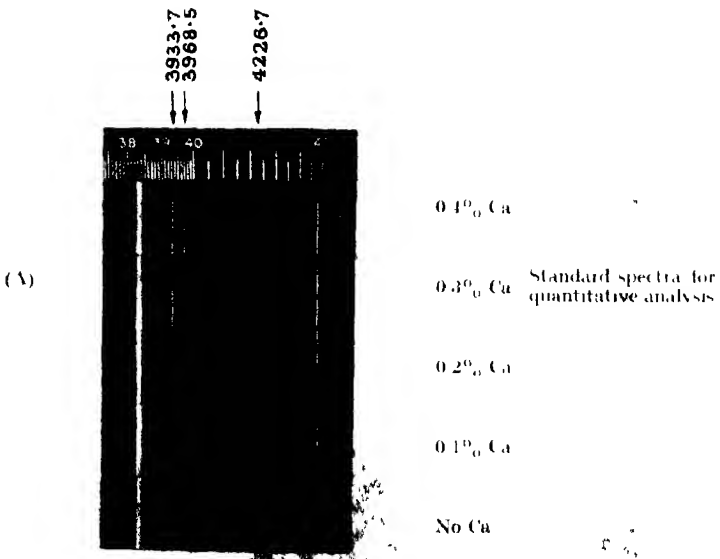 3933·7
3968·5
4226·7
38 39 40
(A)
0.4% Ca
0.3% Ca
Standard spectra for
quantitative analysis
0.2% Ca
0.1% Ca
No Ca